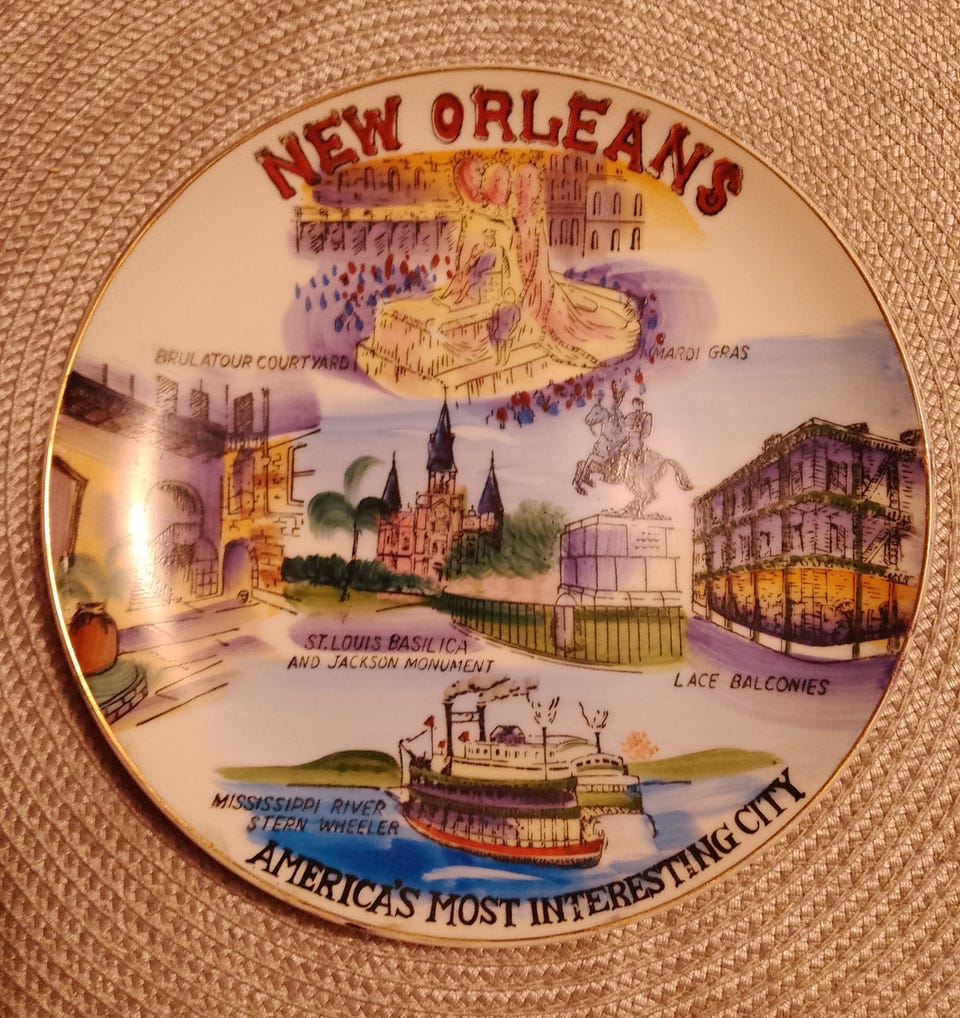 NEW ORLEANS
BRULATOUR COURTYARD
MARDI GRAS
ST. LOUIS BASILICA
AND JACKSON MONUMENT
LACE BALCONIES
MISSISSIPPI RIVER
STERN WHEELER
AMERICA'S MOST INTERESTING CITY